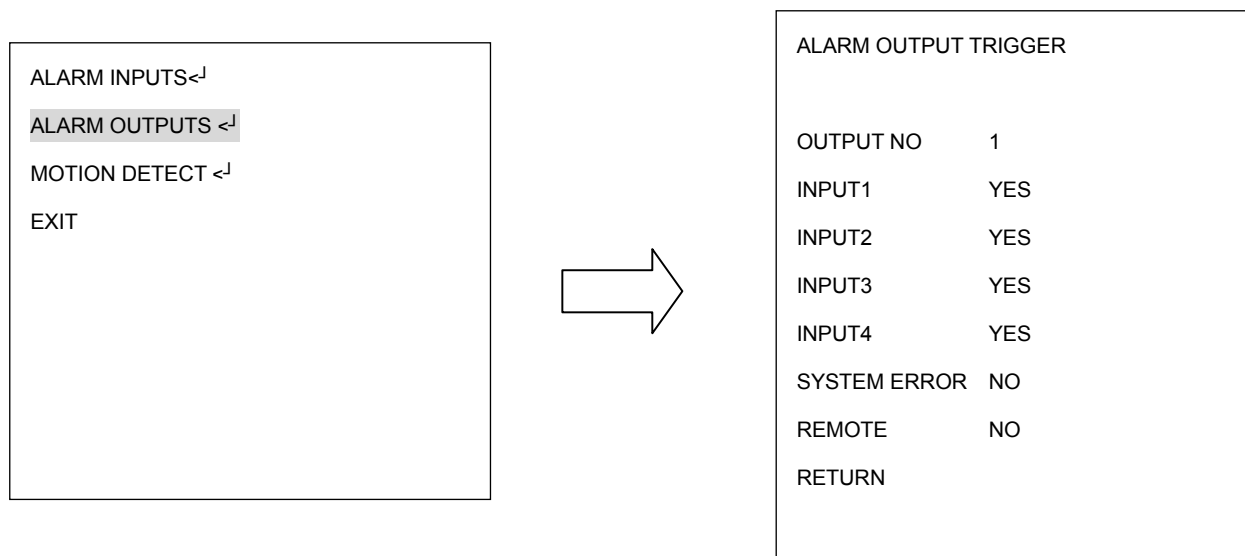 ALARM INPUTS<┘
ALARM OUTPUTS <┘
MOTION DETECT <┘
EXIT
ALARM OUTPUT TRIGGER
OUTPUT NO 1
INPUT1 YES
INPUT2 YES
INPUT3 YES
INPUT4 YES
SYSTEM ERROR NO
REMOTE NO
RETURN